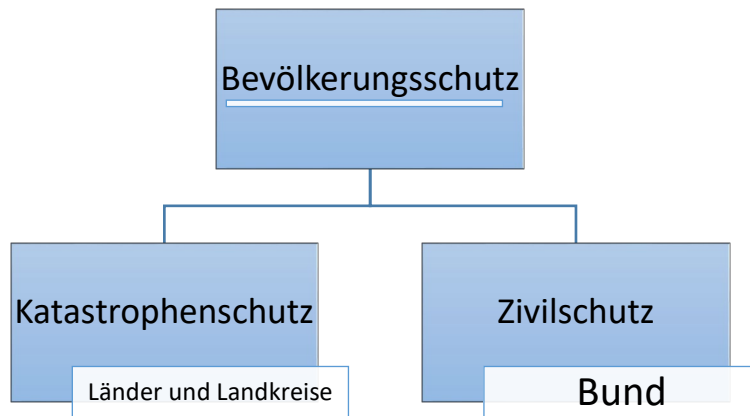 Bevölkerungsschutz
Katastrophenschutz
Länder und Landkreise
Zivilschutz
Bund